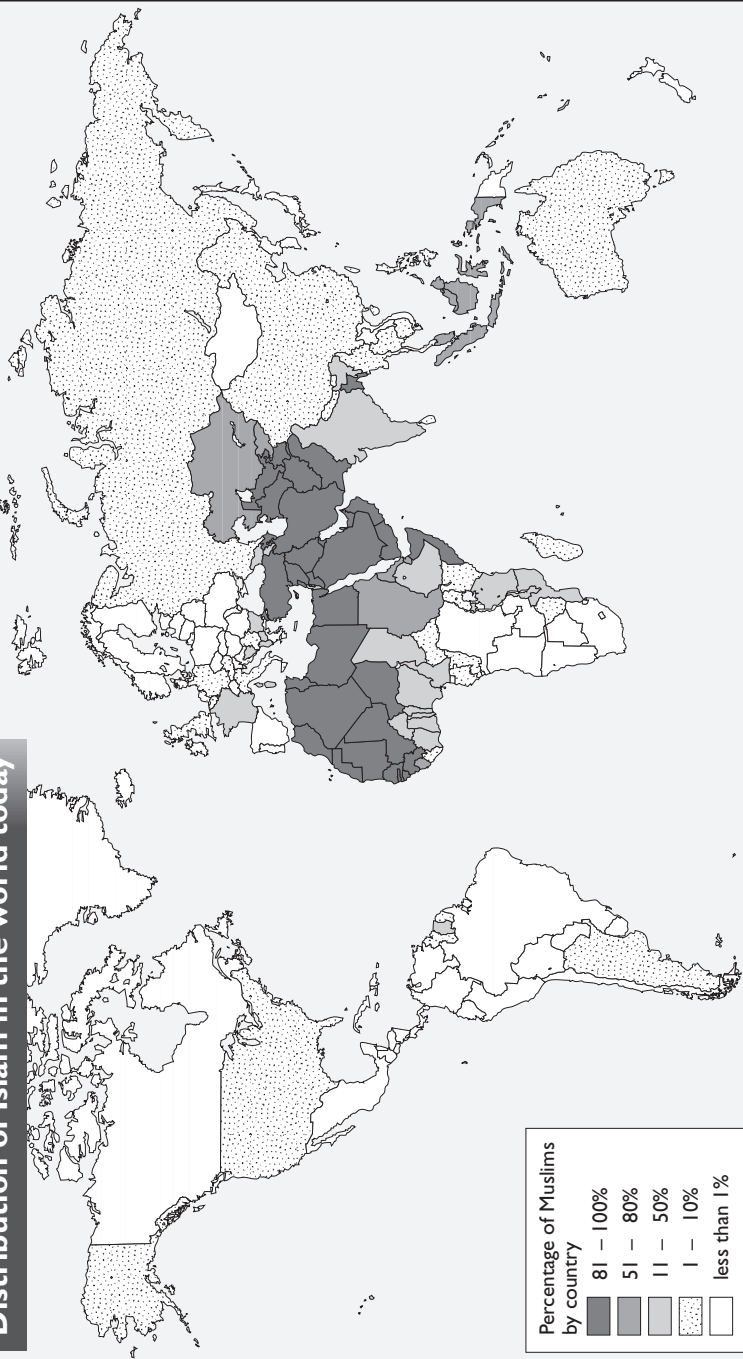 Distribution of Islam in the world today
Percentage of Muslims
by country
81 – 100%
51 – 80%
11 – 50%
1 – 10%
less than 1%